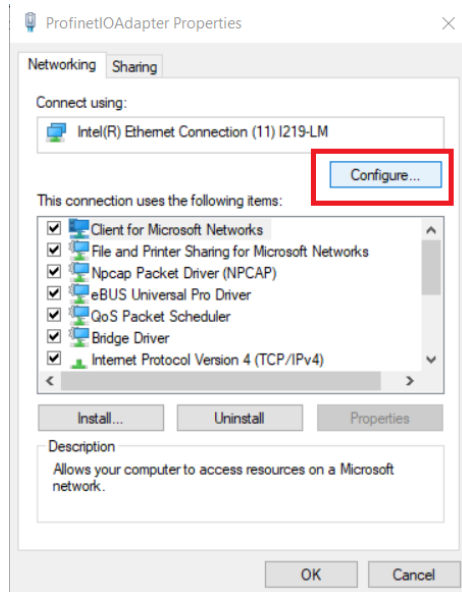 ProfinetIOAdapter Properties
Networking Sharing
Connect using:
Intel(R) Ethernet Connection (11) I219-LM
Configure...
This connection uses the following items:
Client for Microsoft Networks
File and Printer Sharing for Microsoft Networks
Npcap Packet Driver (NPCAP)
eBUS Universal Pro Driver
QoS Packet Scheduler
Bridge Driver
Internet Protocol Version 4 (TCP/IPv4)
Install... Uninstall Properties
Description
Allows your computer to access resources on a Microsoft
network.
OK Cancel